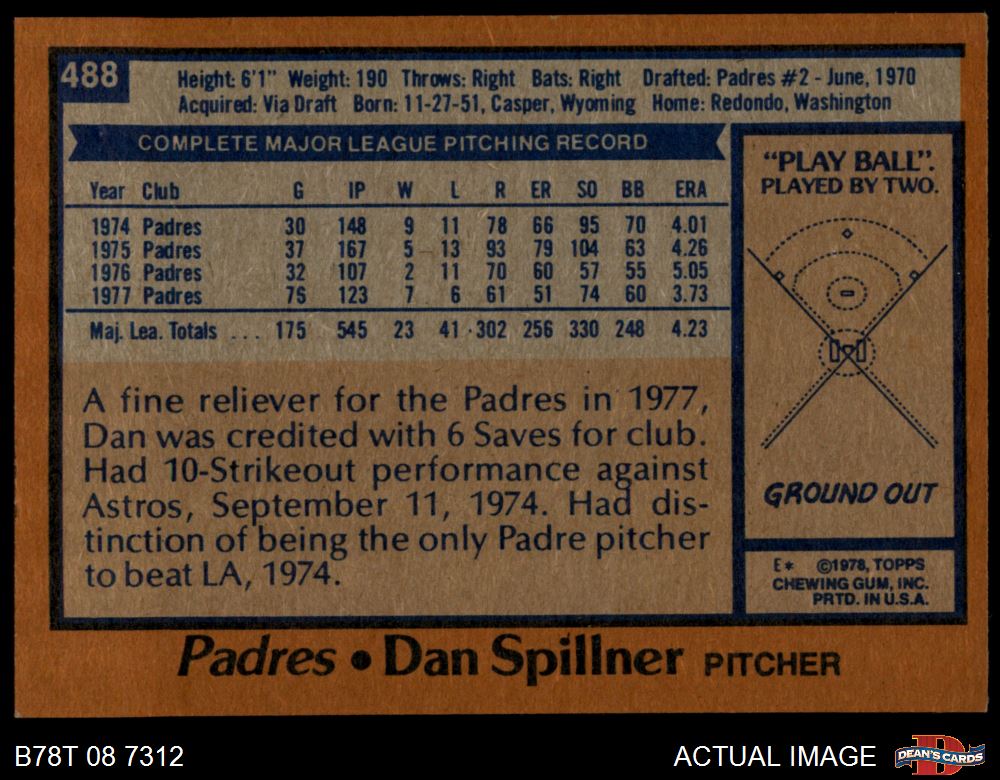 488
Height: 6'1" Weight: 190 Throws: Right Bats: Right Drafted: Padres #2 - June, 1970
Acquired: Via Draft Born: 11-27-51, Casper, Wyoming Home: Redondo, Washington
COMPLETE MAJOR LEAGUE PITCHING RECORD
Year Club G IP W L R ER SO BB ERA
1974 Padres 30 148 9 11 78 66 95 70 4.01
1975 Padres 37 167 5 13 93 79 104 63 4.26
1976 Padres 32 107 2 11 70 60 57 55 5.05
1977 Padres 76 123 7 6 61 51 74 60 3.73
Maj. Lea. Totals ... 175 545 23 41 302 256 330 248 4.23
A fine reliever for the Padres in 1977,
Dan was credited with 6 Saves for club.
Had 10-Strikeout performance against
Astros, September 11, 1974. Had dis-
tinction of being the only Padre pitcher
to beat LA, 1974.
"PLAY BALL".
PLAYED BY TWO.
GROUND OUT
E* ©1978, TOPPS
CHEWING GUM, INC.
PRTD. IN U.S.A.
Padres • Dan Spillner PITCHER
B78T 08 7312
ACTUAL IMAGE
D
DEAN'S CARDS